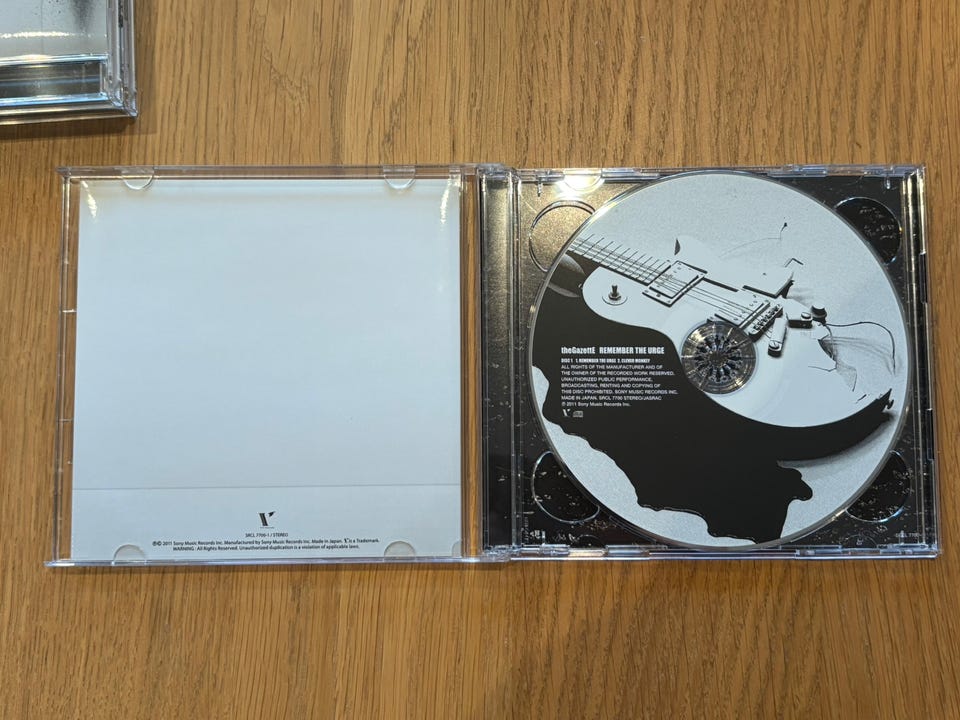 SRCL 7700-1 / STEREO
℗© 2011 Sony Music Records Inc. Manufactured by Sony Music Records Inc. Made in Japan. is a Trademark.
WARNING : All Rights Reserved. Unauthorized duplication is a violation of applicable laws.
theGazettE REMEMBER THE URGE
DISC 1 1. REMEMBER THE URGE 2. CLEVER MONKEY
ALL RIGHTS OF THE MANUFACTURER AND OF
THE OWNER OF THE RECORDED WORK RESERVED.
UNAUTHORIZED PUBLIC PERFORMANCE,
BROADCASTING, RENTING AND COPYING OF
THIS DISC PROHIBITED. SONY MUSIC RECORDS INC.
MADE IN JAPAN. SRCL 7700 STEREO/JASRAC
℗ 2011 Sony Music Records Inc.